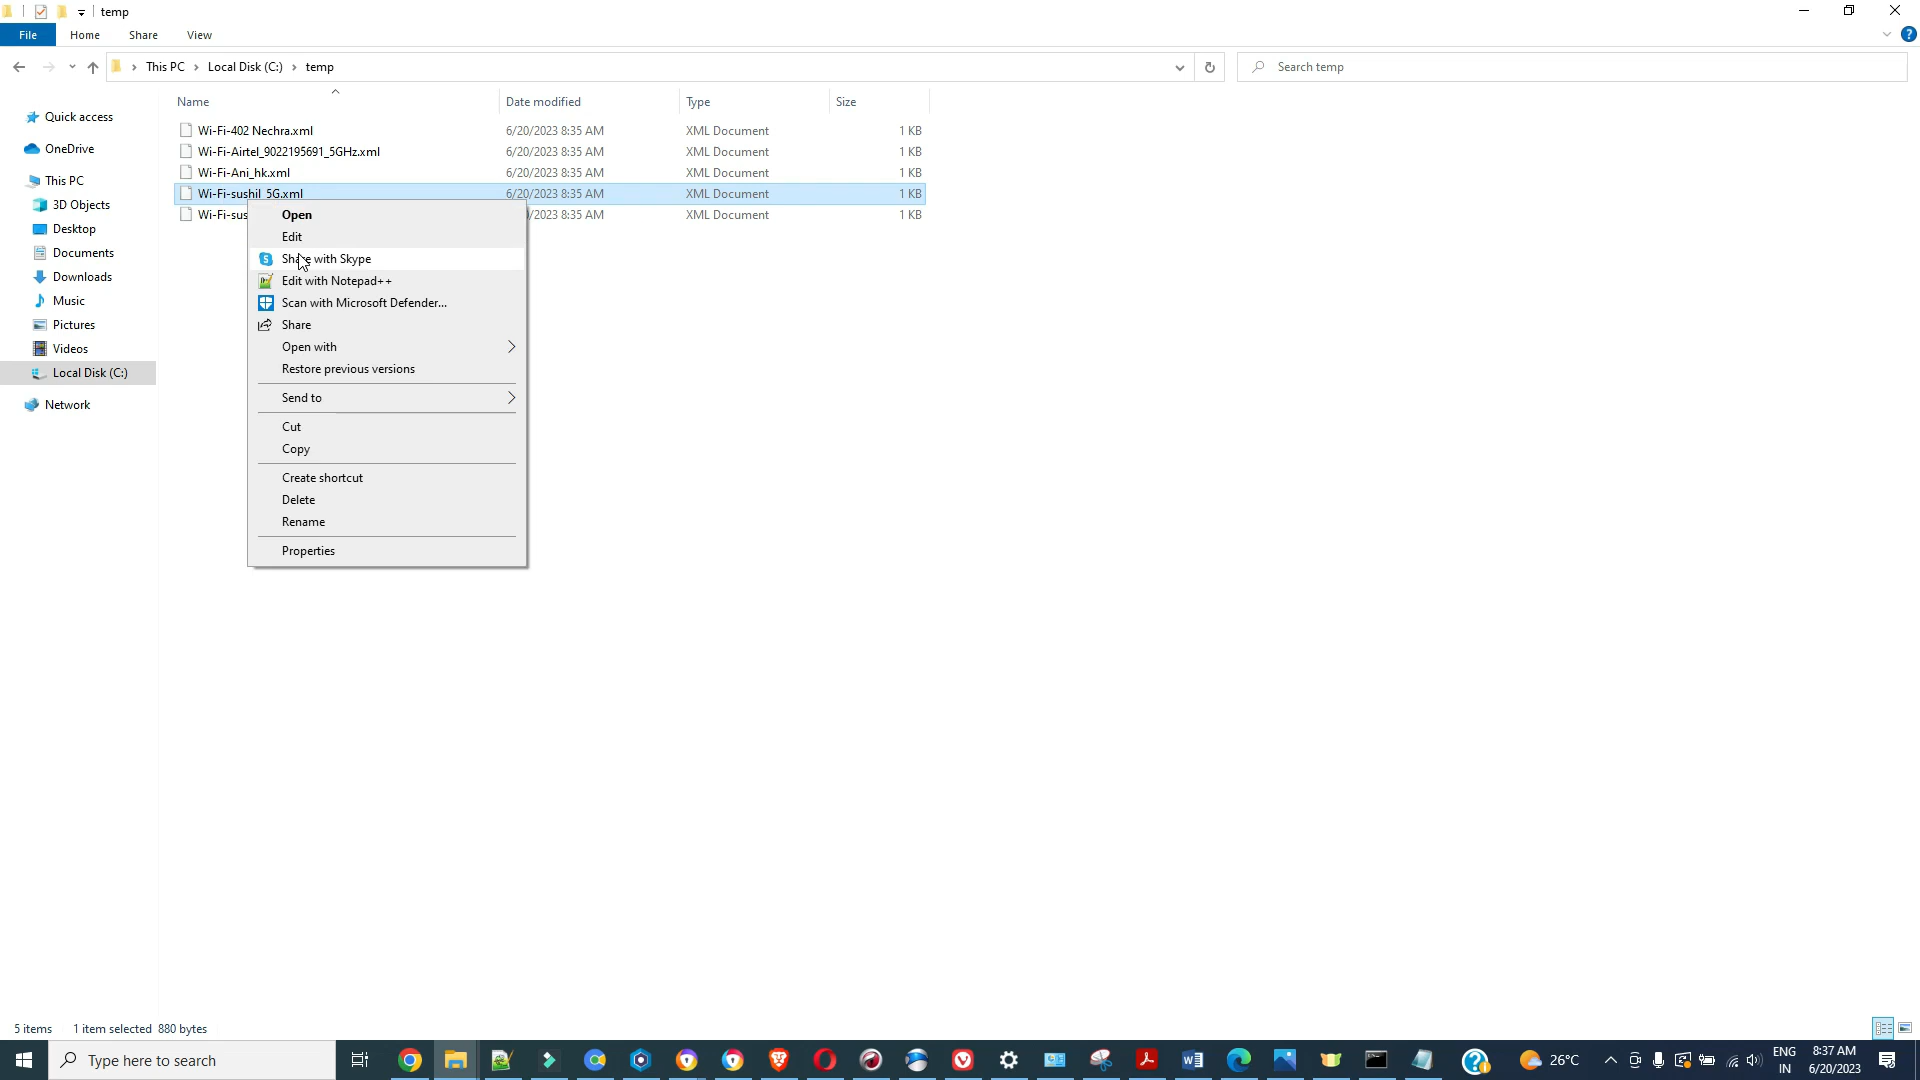 temp
File Home Share View
This PC Local Disk (C:) temp
Search temp
Name Date modified Type Size
Wi-Fi-402 Nechra.xml 6/20/2023 8:35 AM XML Document 1 KB
Wi-Fi-Airtel_9022195691_5GHz.xml 6/20/2023 8:35 AM XML Document 1 KB
Wi-Fi-Ani_hk.xml 6/20/2023 8:35 AM XML Document 1 KB
Wi-Fi-sushil_5G.xml 6/20/2023 8:35 AM XML Document 1 KB
Wi-Fi-sus /2023 8:35 AM XML Document 1 KB
Quick access
OneDrive
This PC
3D Objects
Desktop
Documents
Downloads
Music
Pictures
Videos
Local Disk (C:)
Network
Open
Edit
Share with Skype
Edit with Notepad++
Scan with Microsoft Defender...
Share
Open with
Restore previous versions
Send to
Cut
Copy
Create shortcut
Delete
Rename
Properties
5 items 1 item selected 880 bytes
Type here to search
26°C
ENG
IN
8:37 AM
6/20/2023